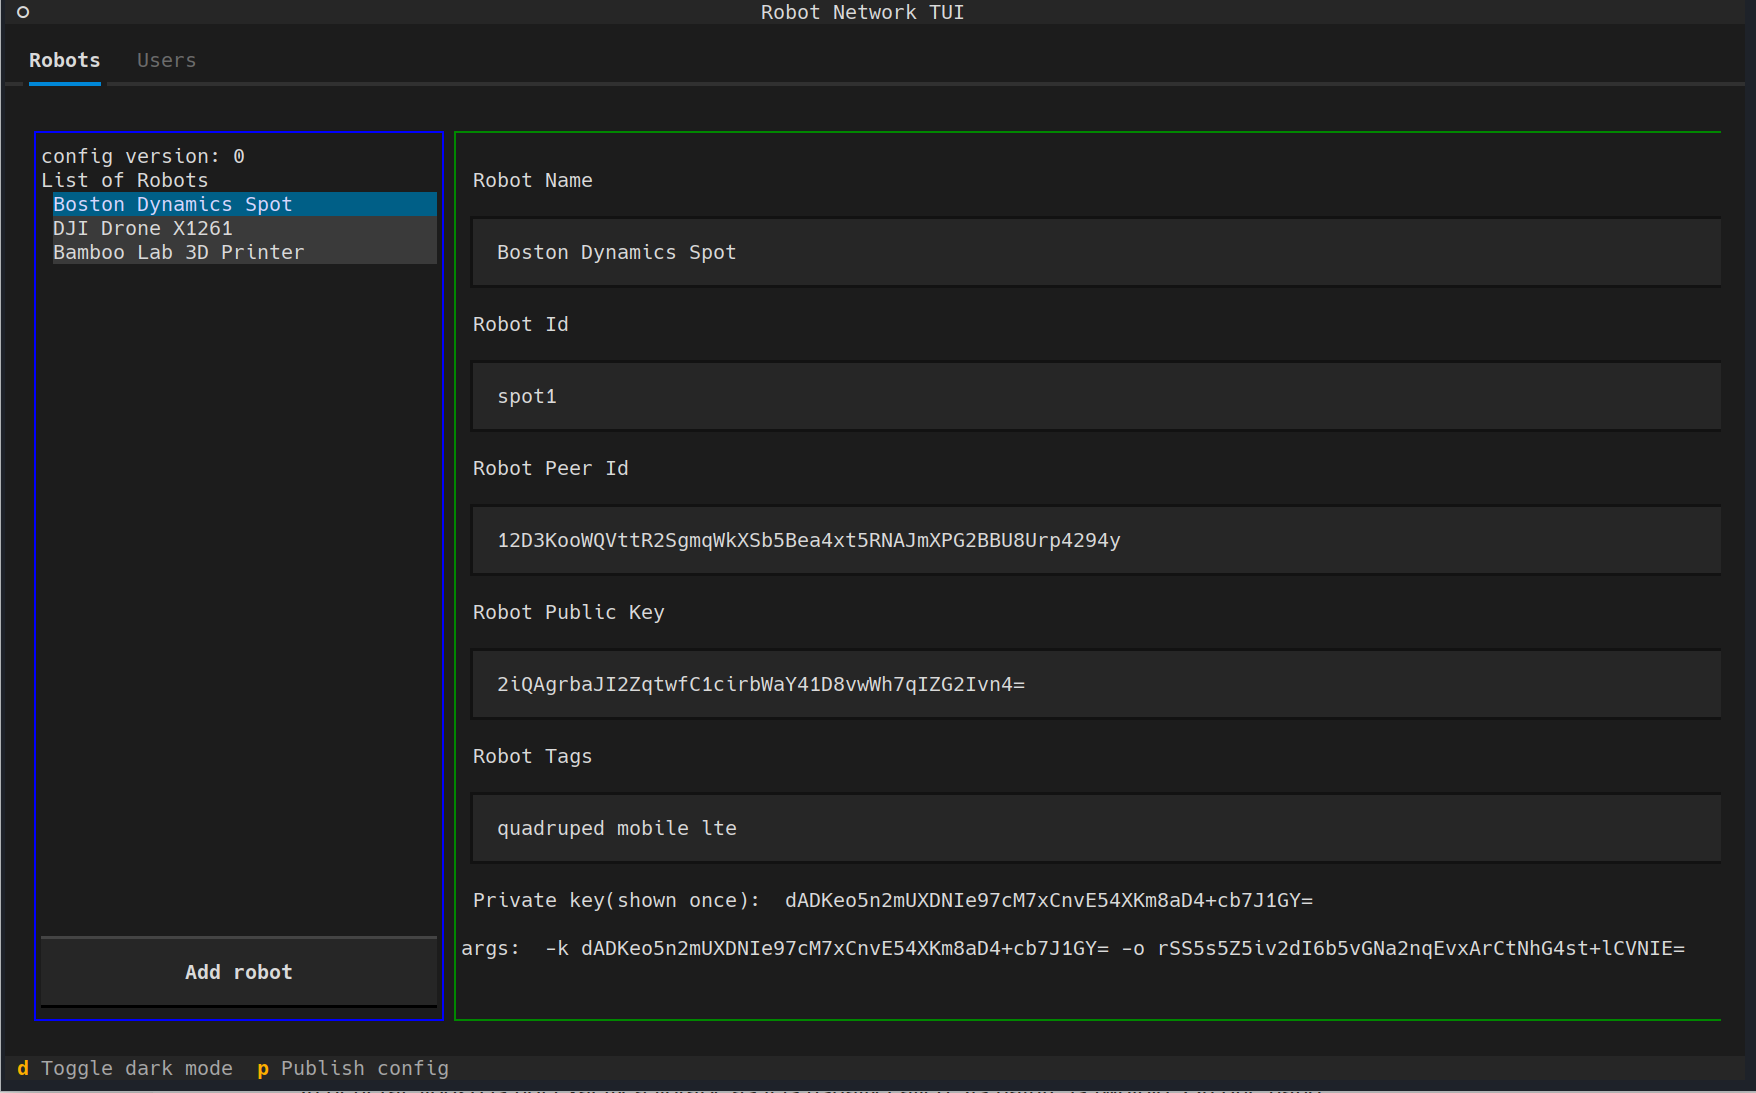 Robot Network TUI
Robots Users
config version: 0
List of Robots
Boston Dynamics Spot
DJI Drone X1261
Bamboo Lab 3D Printer
Add robot
Robot Name
Boston Dynamics Spot
Robot Id
spot1
Robot Peer Id
12D3KooWQVttR2SgmqWkXSb5Bea4xt5RNAJmXPG2BBU8Urp4294y
Robot Public Key
2iQAgrbaJI2ZqtwfC1cirbWaY41D8vwWh7qIZG2Ivn4=
Robot Tags
quadruped mobile lte
Private key(shown once): dADKeo5n2mUXDNIe97cM7xCnvE54XKm8aD4+cb7J1GY=
args: -k dADKeo5n2mUXDNIe97cM7xCnvE54XKm8aD4+cb7J1GY= -o rSS5s5Z5iv2dI6b5vGNa2nqEvxArCtNhG4st+lCVNIE=
d Toggle dark mode p Publish config